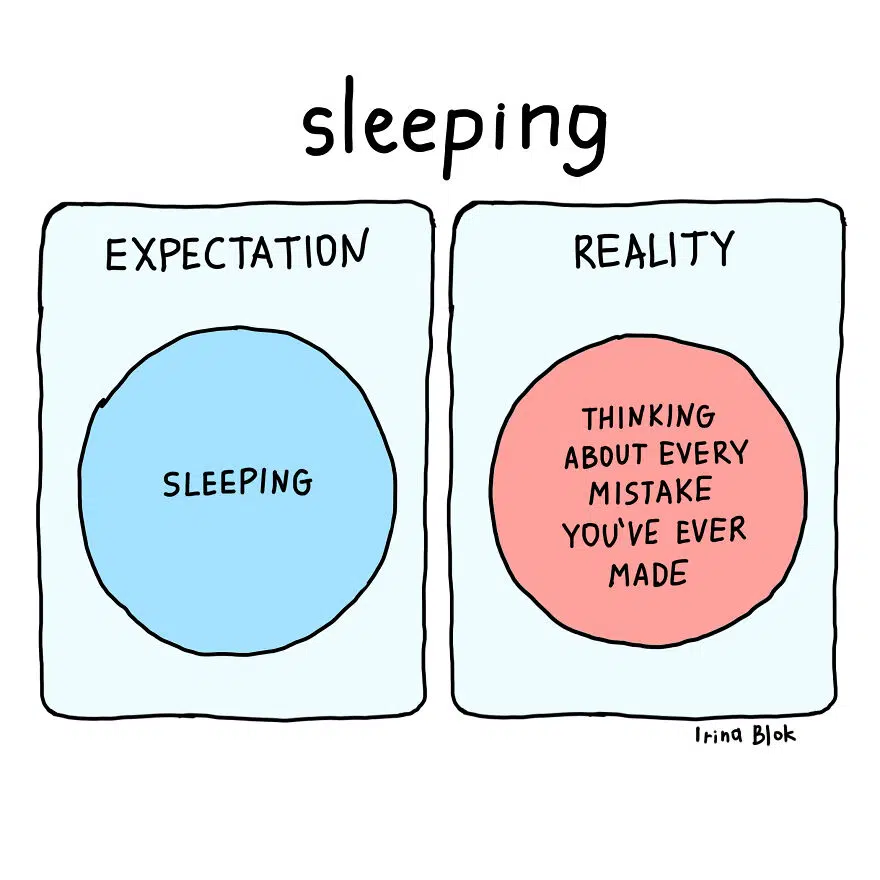 sleeping
EXPECTATION
SLEEPING
REALITY
THINKING
ABOUT EVERY
MISTAKE
YOU'VE EVER
MADE
Irina Blok